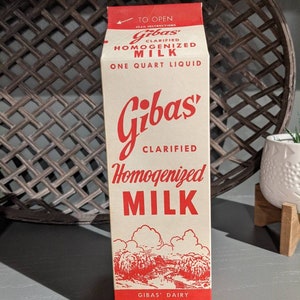 TO OPEN
Gibas'
CLARIFIED
HOMOGENIZED
MILK
ONE QUART LIQUID
Gibas'
CLARIFIED
Homogenized
MILK
GIBAS' DAIRY